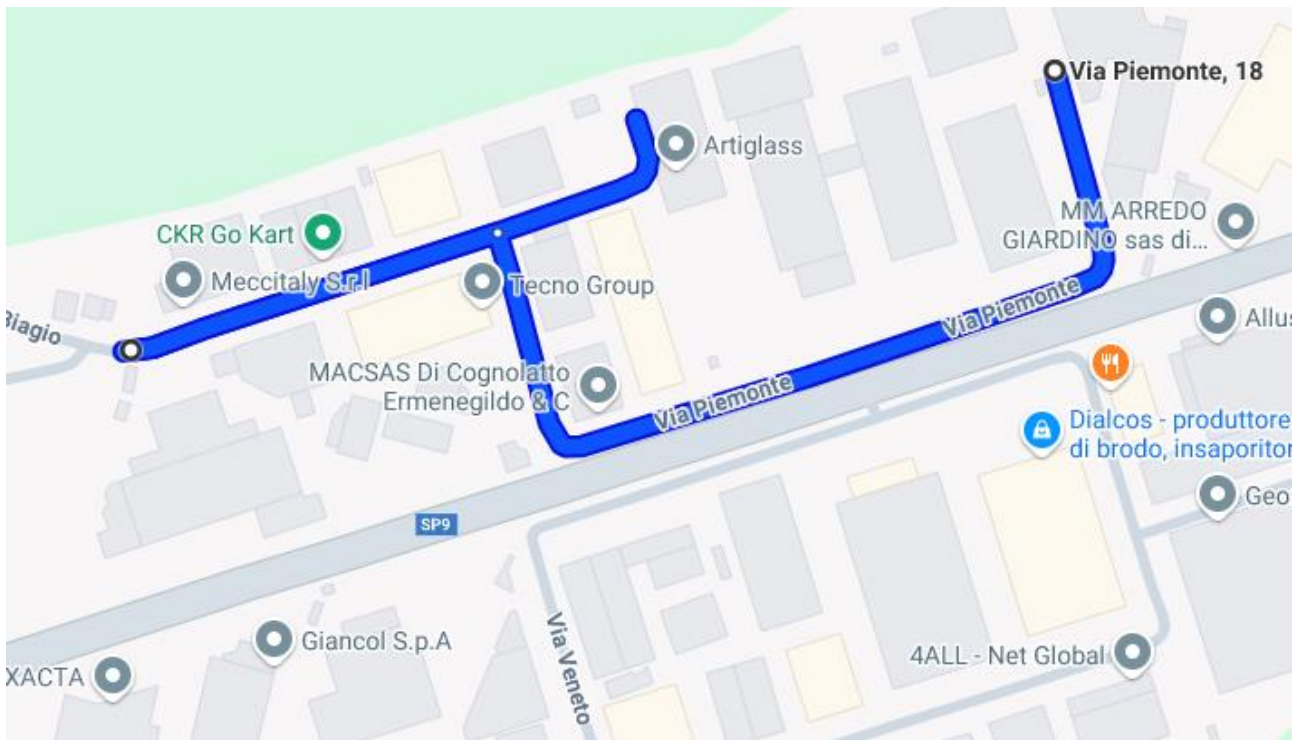 Via Piemonte, 18
Artiglass
CKR Go Kart
MM ARREDO
GIARDINO sas di...
Meccitaly S.r.l
Tecno Group
Biagio
Via Piemonte
Allus
MACSAS Di Cognolatto
Ermenegildo & C
Via Piemonte
Dialcos - produttore
di brodo, insaporitor
Geo
SP9
Giancol S.p.A
Via Veneto
4ALL - Net Global
XACTA